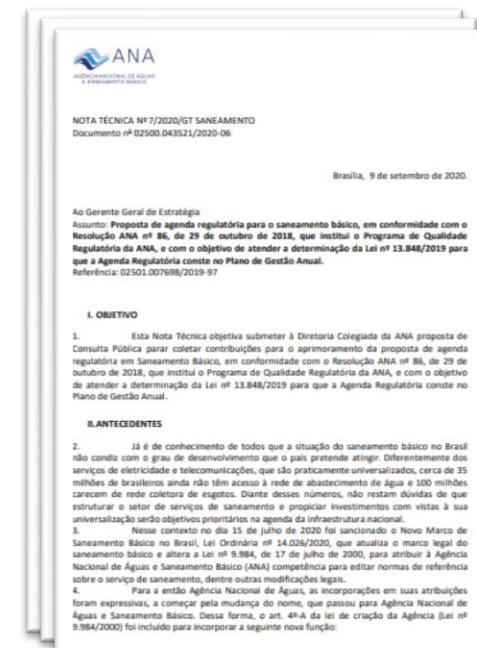 ANA
AGÊNCIA NACIONAL DE ÁGUAS
E SANEAMENTO BÁSICO
NOTA TÉCNICA Nº 7/2020/GT SANEAMENTO
Documento nº 02500.043521/2020-06
Brasília, 9 de setembro de 2020.
Ao Gerente Geral de Estratégia
Assunto: Proposta de agenda regulatória para o saneamento básico, em conformidade com o
Resolução ANA nº 86, de 29 de outubro de 2018, que institui o Programa de Qualidade
Regulatória da ANA, e com o objetivo de atender a determinação da Lei nº 13.848/2019 para
que a Agenda Regulatória conste no Plano de Gestão Anual.
Referência: 02501.007698/2019-97
I. OBJETIVO
1. Esta Nota Técnica objetiva submeter à Diretoria Colegiada da ANA proposta de
Consulta Pública parar coletar contribuições para o aprimoramento da proposta de agenda
regulatória em Saneamento Básico, em conformidade com o Resolução ANA nº 86, de 29 de
outubro de 2018, que institui o Programa de Qualidade Regulatória da ANA, e com o objetivo
de atender a determinação da Lei nº 13.848/2019 para que a Agenda Regulatória conste no
Plano de Gestão Anual.
II.ANTECEDENTES
2. Já é de conhecimento de todos que a situação do saneamento básico no Brasil
não condiz com o grau de desenvolvimento que o país pretende atingir. Diferentemente dos
serviços de eletricidade e telecomunicações, que são praticamente universalizados, cerca de 35
milhões de brasileiros ainda não têm acesso à rede de abastecimento de água e 100 milhões
carecem de rede coletora de esgotos. Diante desses números, não restam dúvidas de que
estruturar o setor de serviços de saneamento e propiciar investimentos com vistas à sua
universalização serão objetivos prioritários na agenda da infraestrutura nacional.
3. Nesse contexto no dia 15 de julho de 2020 foi sancionado o Novo Marco de
Saneamento Básico no Brasil, Lei Ordinária nº 14.026/2020, que atualiza o marco legal do
saneamento básico e altera a Lei nº 9.984, de 17 de julho de 2000, para atribuir à Agência
Nacional de Águas e Saneamento Básico (ANA) competência para editar normas de referência
sobre o serviço de saneamento, dentre outras modificações legais.
4. Para a então Agência Nacional de Águas, as incorporações em suas atribuições
foram expressivas, a começar pela mudança do nome, que passou para Agência Nacional de
Águas e Saneamento Básico. Dessa forma, o art. 4º-A da lei de criação da Agência (Lei nº
9.984/2000) foi incluído para incorporar a seguinte nova função: